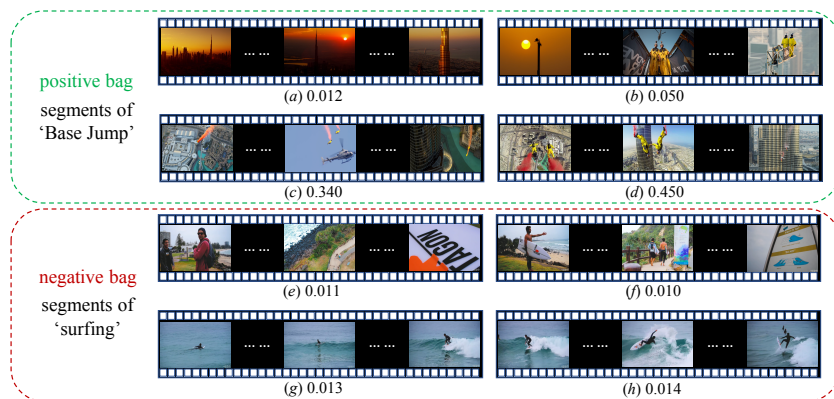 positive bag
segments of
‘Base Jump’
... ...
... ...
(a) 0.012
... ...
... ...
(b) 0.050
... ...
... ...
(c) 0.340
... ...
... ...
(d) 0.450
negative bag
segments of
‘surfing’
... ...
... ...
TAGON
(e) 0.011
... ...
... ...
(f) 0.010
... ...
... ...
(g) 0.013
... ...
... ...
(h) 0.014